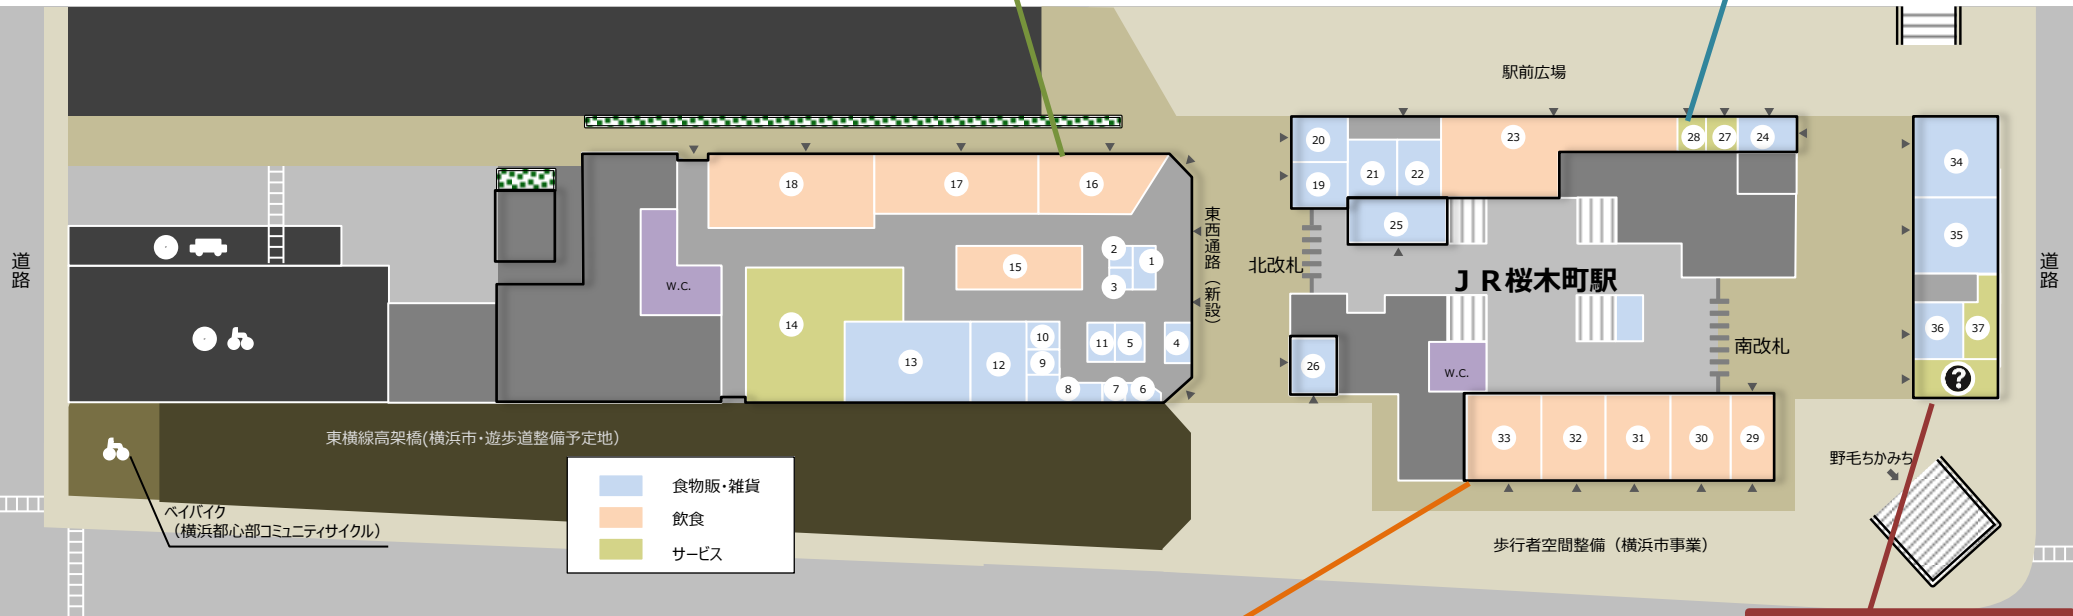 駅前広場
20
23
28
27
24
34
18
17
16
19
21
22
25
35
東西通路（新設）
2
1
15
3
北改札
ＪＲ桜木町駅
道路
道路
W.C.
14
10
11
5
4
36
37
南改札
13
12
9
26
W.C.
?
8
7
6
東横線高架橋(横浜市・遊歩道整備予定地)
33
32
31
30
29
野毛ちかみち
食物販・雑貨
飲食
サービス
ベイバイク
（横浜都心部コミュニティサイクル）
歩行者空間整備（横浜市事業）